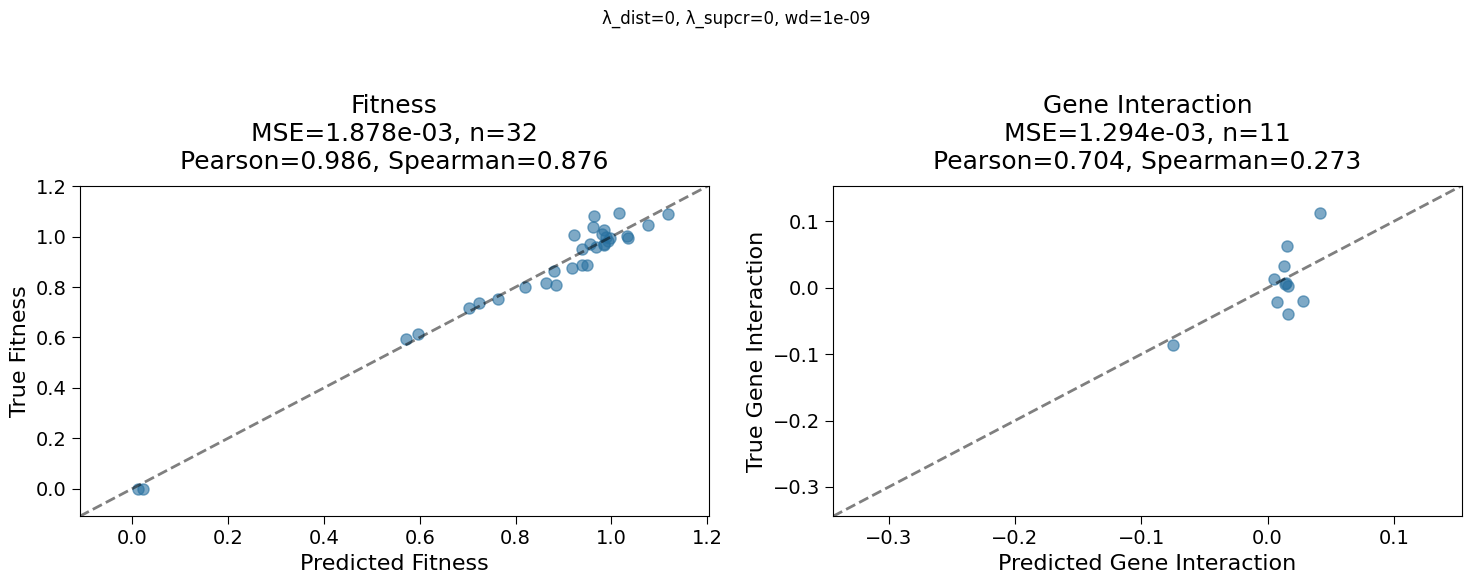 λ_dist=0, λ_supcr=0, wd=1e-09
Fitness
MSE=1.878e-03, n=32
Pearson=0.986, Spearman=0.876
1.2
1.0
0.8
0.6
0.4
0.2
0.0
True Fitness
0.0 0.2 0.4 0.6 0.8 1.0 1.2
Predicted Fitness
Gene Interaction
MSE=1.294e-03, n=11
Pearson=0.704, Spearman=0.273
0.1
0.0
−0.1
−0.2
−0.3
True Gene Interaction
−0.3 −0.2 −0.1 0.0 0.1
Predicted Gene Interaction